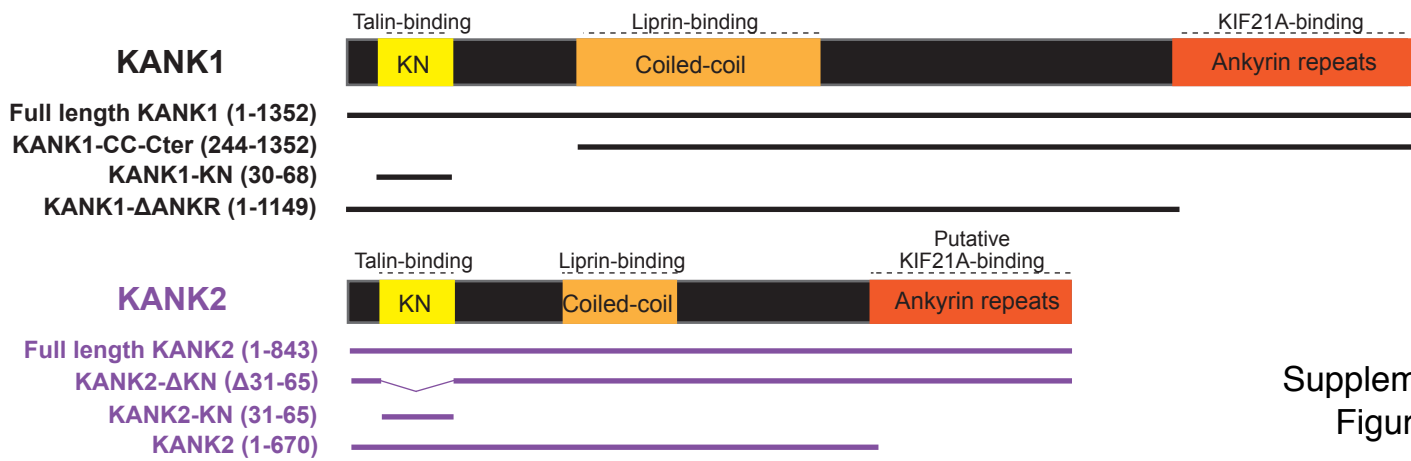 Talin-binding Liprin-binding KIF21A-binding
KANK1 KN Coiled-coil Ankyrin repeats
Full length KANK1 (1-1352)
KANK1-CC-Cter (244-1352)
KANK1-KN (30-68)
KANK1-ΔANKR (1-1149)
Putative
Talin-binding Liprin-binding KIF21A-binding
KANK2 KN Coiled-coil Ankyrin repeats
Full length KANK2 (1-843)
KANK2-ΔKN (Δ31-65)
KANK2-KN (31-65)
KANK2 (1-670)
Supplem
Figur